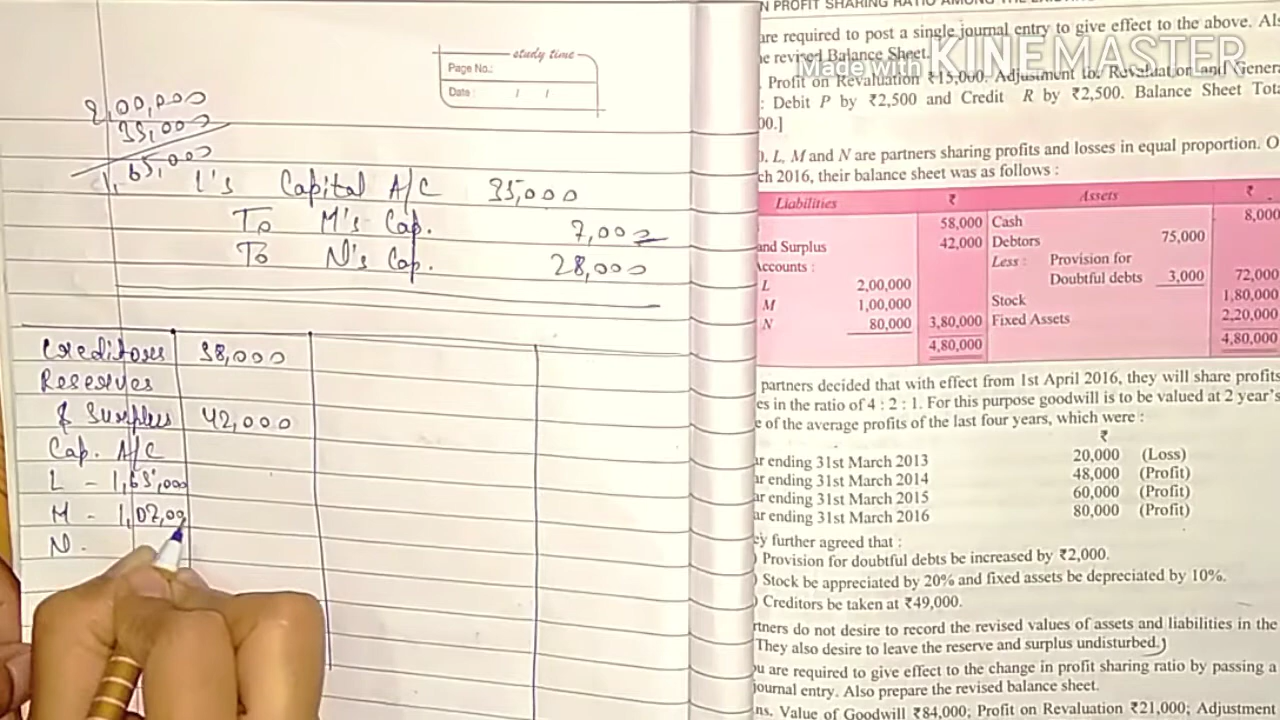 study time
Page No.:
Date : / /
2,00,000
35,000
1,65,000
L's Capital A/C 35,000
To M's Cap. 7,000
To N's Cap. 28,000
Creditores 58,000
Reserves
& Surplus 42,000
Cap. A/C
L - 1,65,000
M - 1,07,00
N.
N PROFIT SHARING RATIO AMONG THE
are required to post a single journal entry to give effect to the above. Als
he revised Balance Sheet.
Made with KINEMASTER
Profit on Revaluation ₹15,000. Adjustment for Revaluation and Genera
: Debit P by ₹2,500 and Credit R by ₹2,500. Balance Sheet Tota
00.]
0. L, M and N are partners sharing profits and losses in equal proportion. O
ch 2016, their balance sheet was as follows :
Liabilities ₹ Assets ₹
58,000 Cash 8,000
and Surplus 42,000 Debtors 75,000
Accounts : Less : Provision for
L 2,00,000 Doubtful debts 3,000 72,000
M 1,00,000 Stock 1,80,000
N 80,000 3,80,000 Fixed Assets 2,20,000
4,80,000 4,80,000
partners decided that with effect from 1st April 2016, they will share profits
es in the ratio of 4 : 2 : 1. For this purpose goodwill is to be valued at 2 year's
e of the average profits of the last four years, which were :
₹
ar ending 31st March 2013 20,000 (Loss)
ar ending 31st March 2014 48,000 (Profit)
ar ending 31st March 2015 60,000 (Profit)
ar ending 31st March 2016 80,000 (Profit)
ey further agreed that :
) Provision for doubtful debts be increased by ₹2,000.
) Stock be appreciated by 20% and fixed assets be depreciated by 10%.
) Creditors be taken at ₹49,000.
rtners do not desire to record the revised values of assets and liabilities in the
They also desire to leave the reserve and surplus undisturbed.
ou are required to give effect to the change in profit sharing ratio by passing a
journal entry. Also prepare the revised balance sheet.
ns. Value of Goodwill ₹84,000; Profit on Revaluation ₹21,000; Adjustment